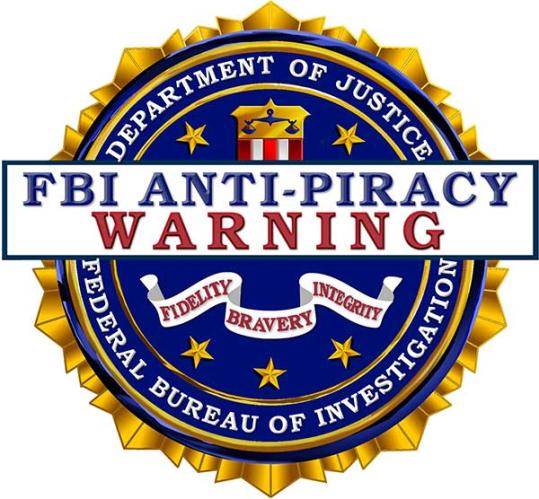 DEPARTMENT OF JUSTICE
FBI ANTI-PIRACY
WARNING
FIDELITY
BRAVERY
INTEGRITY
FEDERAL BUREAU OF INVESTIGATION